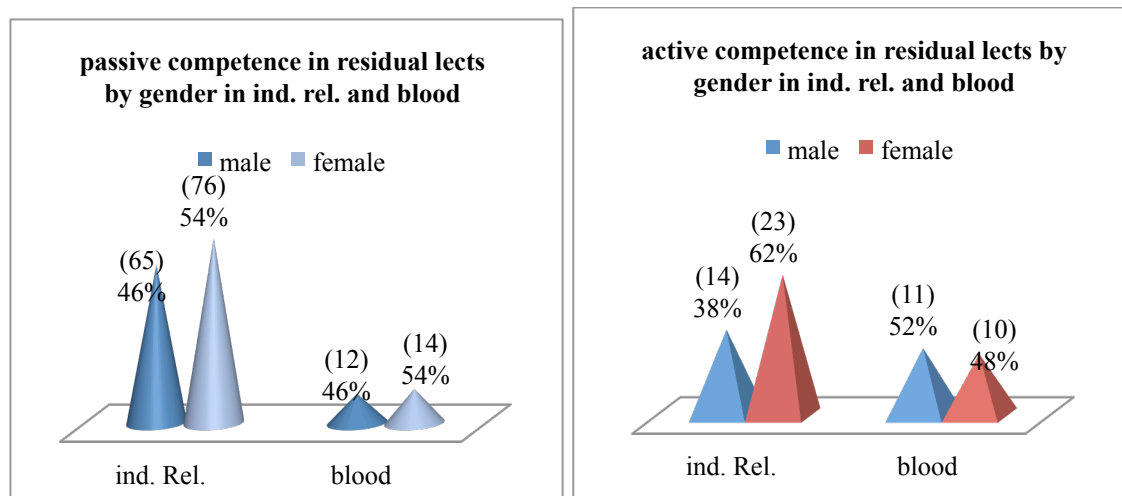 passive competence in residual lects
by gender in ind. rel. and blood
male female
(76)
54%
(65)
46%
(12)
46%
(14)
54%
ind. Rel. blood
active competence in residual lects by
gender in ind. rel. and blood
male female
(23)
62%
(14)
38%
(11)
52%
(10)
48%
ind. Rel. blood